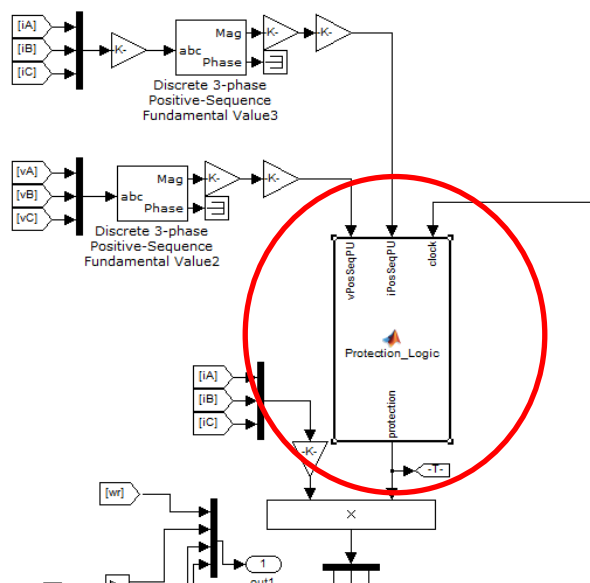 [iA]
[iB]
[iC]
-K-
abc
Mag
Phase
-K-
-K-
Discrete 3-phase
Positive-Sequence
Fundamental Value3
[vA]
[vB]
[vC]
abc
Mag
Phase
-K-
-K-
Discrete 3-phase
Positive-Sequence
Fundamental Value2
vPosSeqPU
iPosSeqPU
clock
Protection_Logic
protection
[iA]
[iB]
[iC]
-K-
-T-
×
[wr]
1
out1